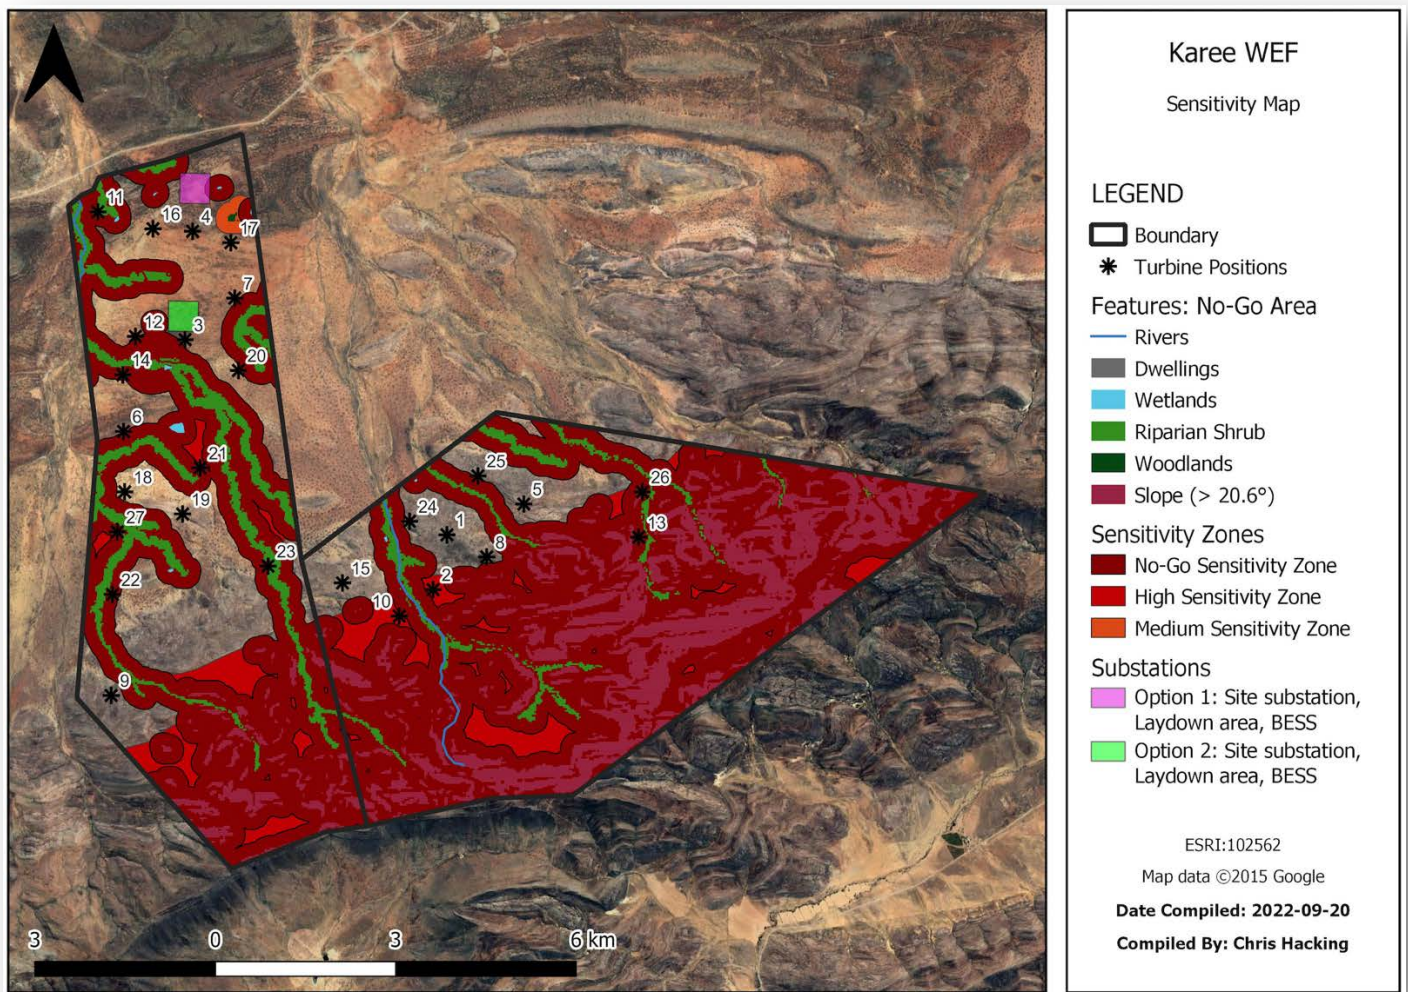 Karee WEF
Sensitivity Map
LEGEND
Boundary
Turbine Positions
Features: No-Go Area
Rivers
Dwellings
Wetlands
Riparian Shrub
Woodlands
Slope (> 20.6°)
Sensitivity Zones
No-Go Sensitivity Zone
High Sensitivity Zone
Medium Sensitivity Zone
Substations
Option 1: Site substation,
Laydown area, BESS
Option 2: Site substation,
Laydown area, BESS
ESRI:102562
Map data ©2015 Google
Date Compiled: 2022-09-20
Compiled By: Chris Hacking
11
16
4
17
7
12
3
14
20
6
21
18
19
27
23
22
9
25
5
26
24
1
13
8
15
2
10
3
0
3
6 km